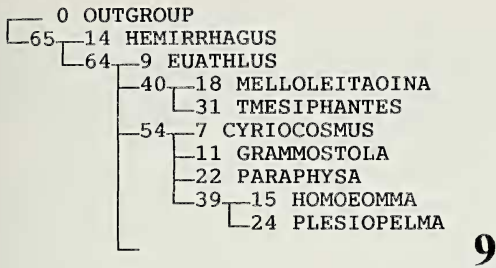 0 OUTGROUP
65 14 HEMIRRHAGUS
64 9 EUATHLUS
40 18 MELLOLEITAOINA
31 TMESIPHANTES
54 7 CYRIOCOSMUS
11 GRAMMOSTOLA
22 PARAPHYSA
39 15 HOMOEOMMA
24 PLESIOPELMA
9